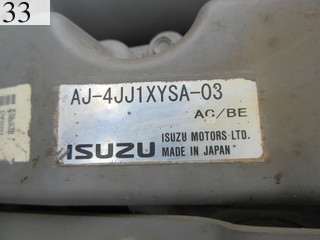 33
AJ-4JJ1XYSA-03
AC/BE
ISUZU
ISUZU MOTORS LTD.
MADE IN JAPAN